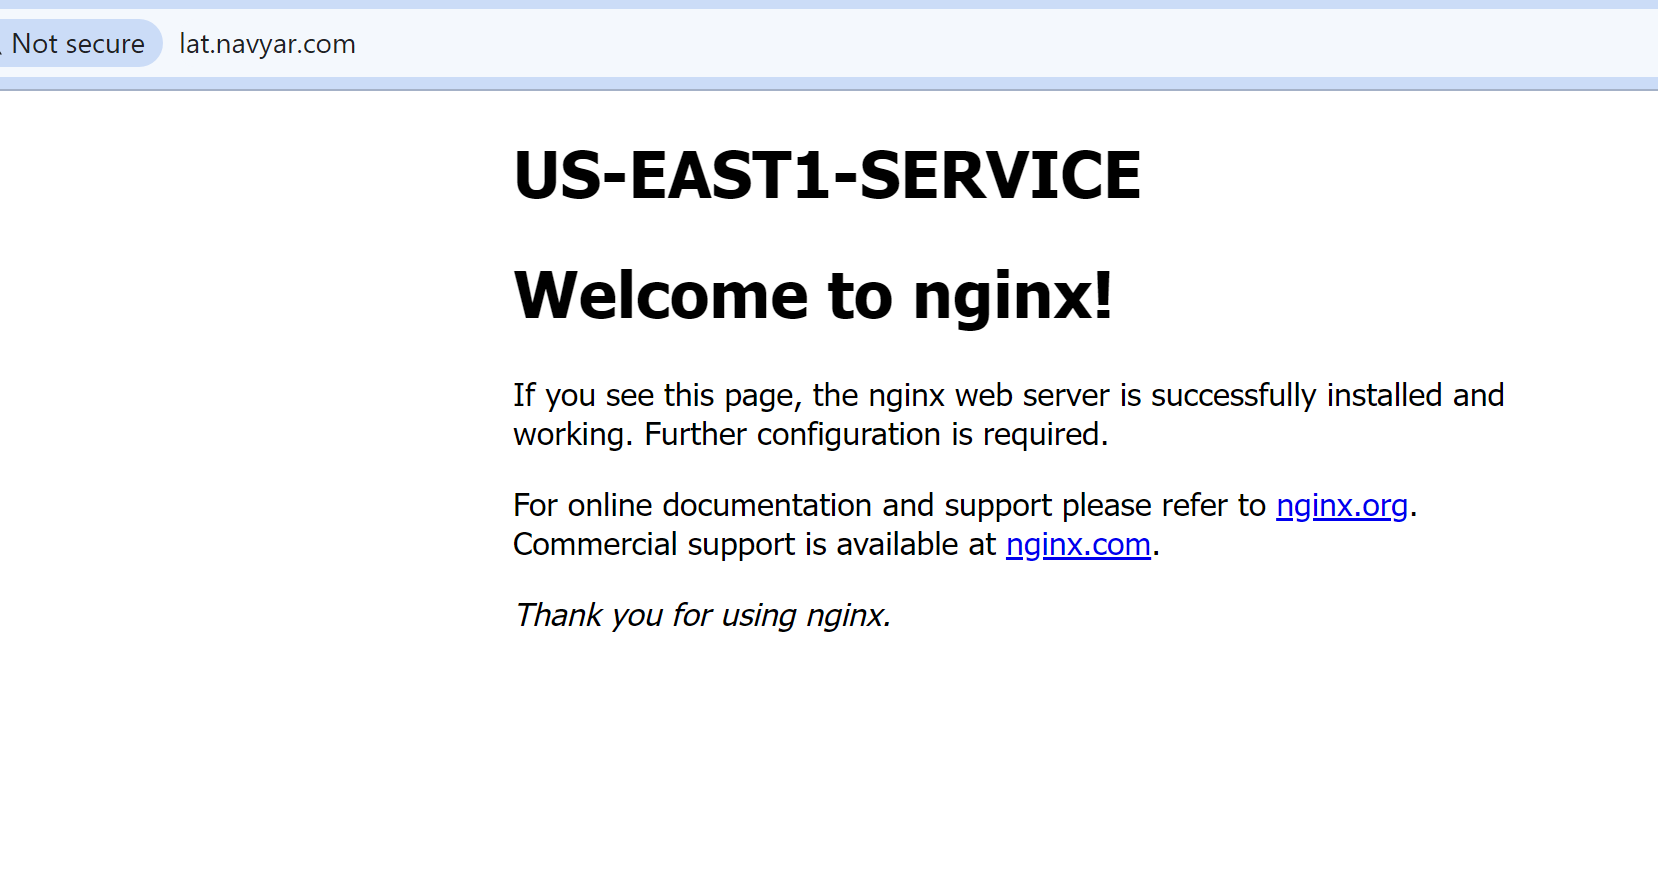 Not secure lat.navyar.com
US-EAST1-SERVICE
Welcome to nginx!
If you see this page, the nginx web server is successfully installed and
working. Further configuration is required.
For online documentation and support please refer to nginx.org.
Commercial support is available at nginx.com.
Thank you for using nginx.